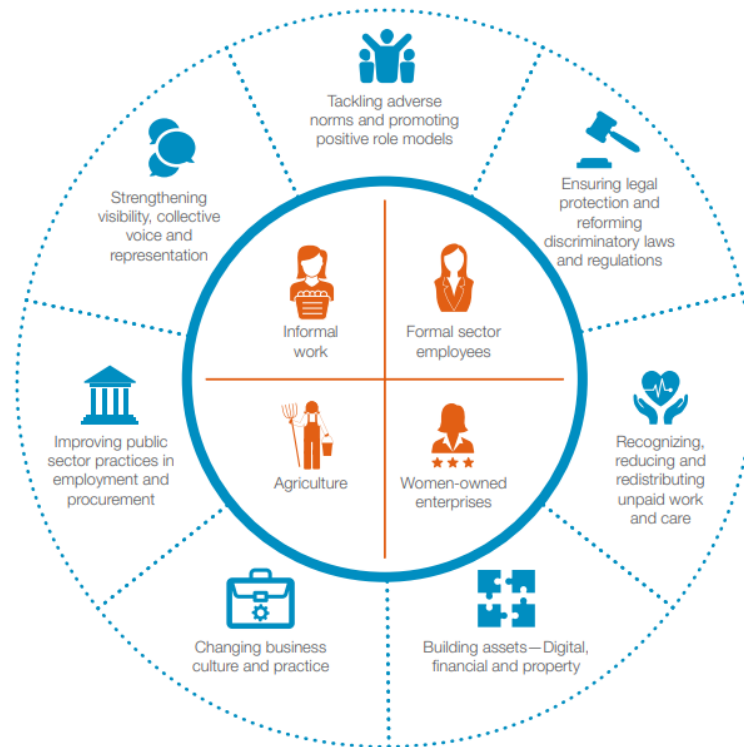 Tackling adverse
norms and promoting
positive role models
Ensuring legal
protection and
reforming
discriminatory laws
and regulations
Recognizing,
reducing and
redistributing
unpaid work
and care
Building assets—Digital,
financial and property
Changing business
culture and practice
Improving public
sector practices in
employment and
procurement
Strengthening
visibility, collective
voice and
representation
Informal
work
Formal sector
employees
Agriculture
Women-owned
enterprises